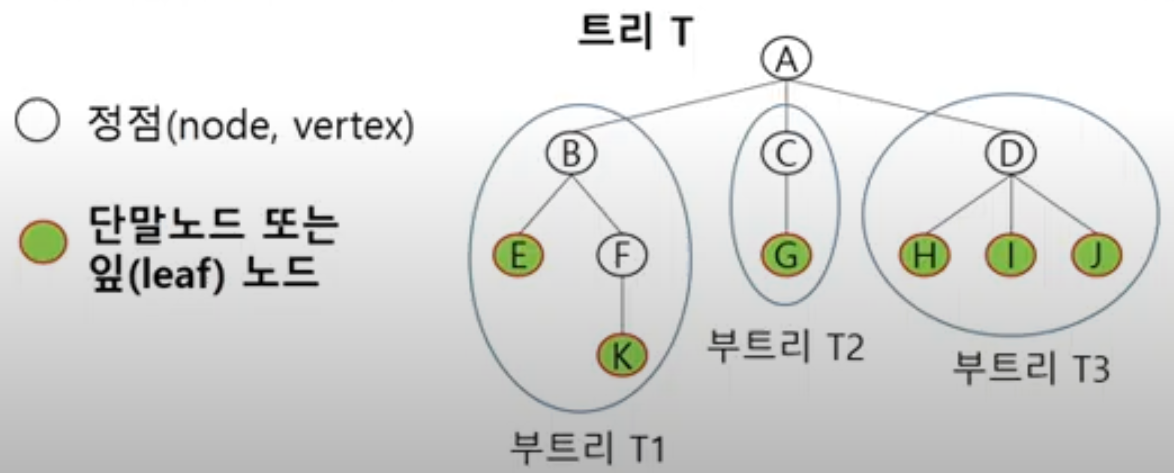 트리 T
A
정점(node, vertex)
B
C
D
단말노드 또는
잎(leaf) 노드
E
F
G
H
I
J
K
부트리 T2
부트리 T3
부트리 T1